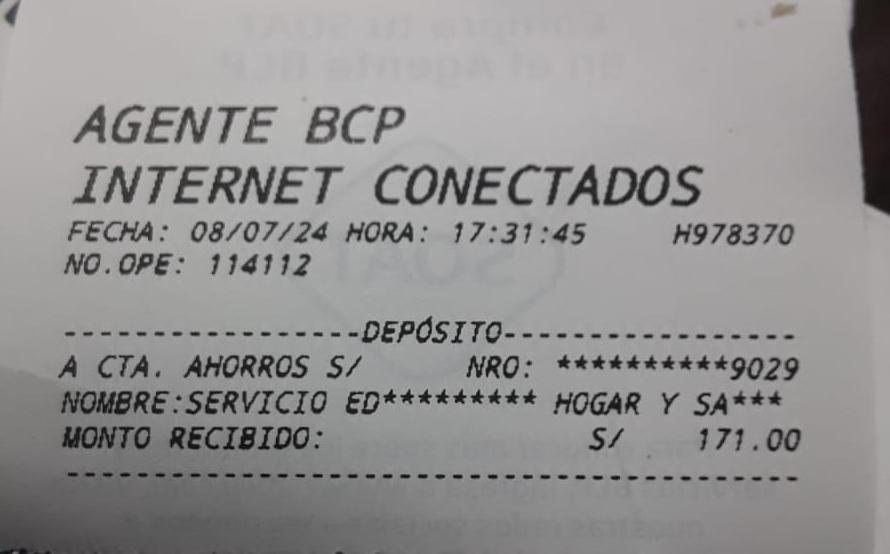 AGENTE BCP
INTERNET CONECTADOS
FECHA: 08/07/24 HORA: 17:31:45 H978370
NO.OPE: 114112
-----------------DEPÓSITO-----------------
A CTA. AHORROS S/ NRO: **********9029
NOMBRE:SERVICIO ED********* HOGAR Y SA***
MONTO RECIBIDO: S/ 171.00
------------------------------------------